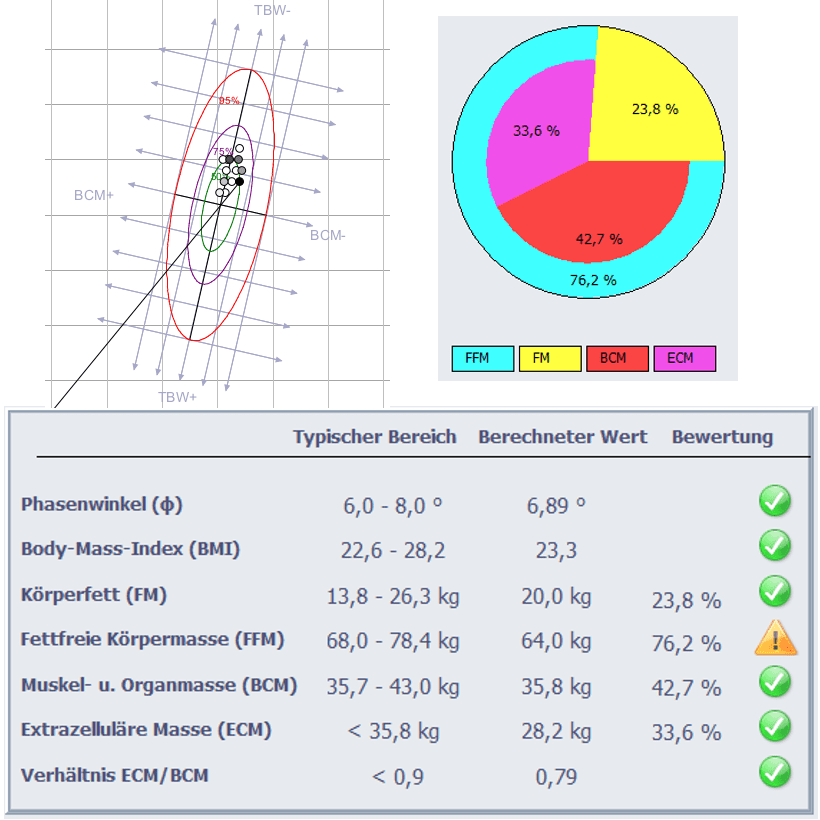 TBW-
95%
75%
50%
BCM+
BCM-
TBW+
23,8 %
33,6 %
42,7 %
76,2 %
FFM FM BCM ECM
Typischer Bereich Berechneter Wert Bewertung
Phasenwinkel (ϕ) 6,0 - 8,0 º 6,89 º
Body-Mass-Index (BMI) 22,6 - 28,2 23,3
Körperfett (FM) 13,8 - 26,3 kg 20,0 kg 23,8 %
Fettfreie Körpermasse (FFM) 68,0 - 78,4 kg 64,0 kg 76,2 %
Muskel- u. Organmasse (BCM) 35,7 - 43,0 kg 35,8 kg 42,7 %
Extrazelluläre Masse (ECM) < 35,8 kg 28,2 kg 33,6 %
Verhältnis ECM/BCM < 0,9 0,79